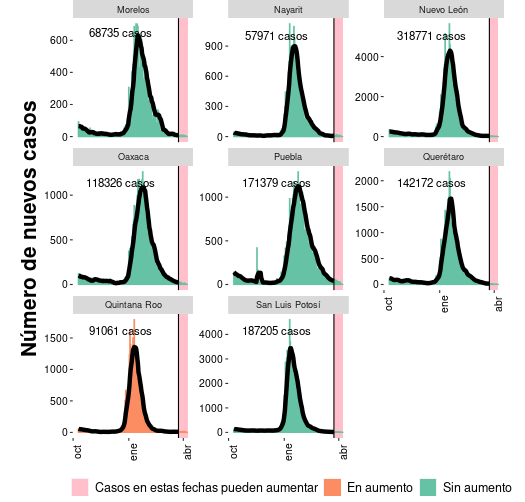 Número de nuevos casos
Morelos
Nayarit
Nuevo León
68735 casos
57971 casos
318771 casos
600
400
200
0
900
600
300
0
4000
2000
0
Oaxaca
Puebla
Querétaro
118326 casos
171379 casos
142172 casos
1000
500
0
1000
500
0
2000
1500
1000
500
0
oct
ene
abr
Quintana Roo
San Luis Potosí
91061 casos
187205 casos
1500
1000
500
0
4000
3000
2000
1000
0
oct
ene
abr
oct
ene
abr
Casos en estas fechas pueden aumentar
En aumento
Sin aumento